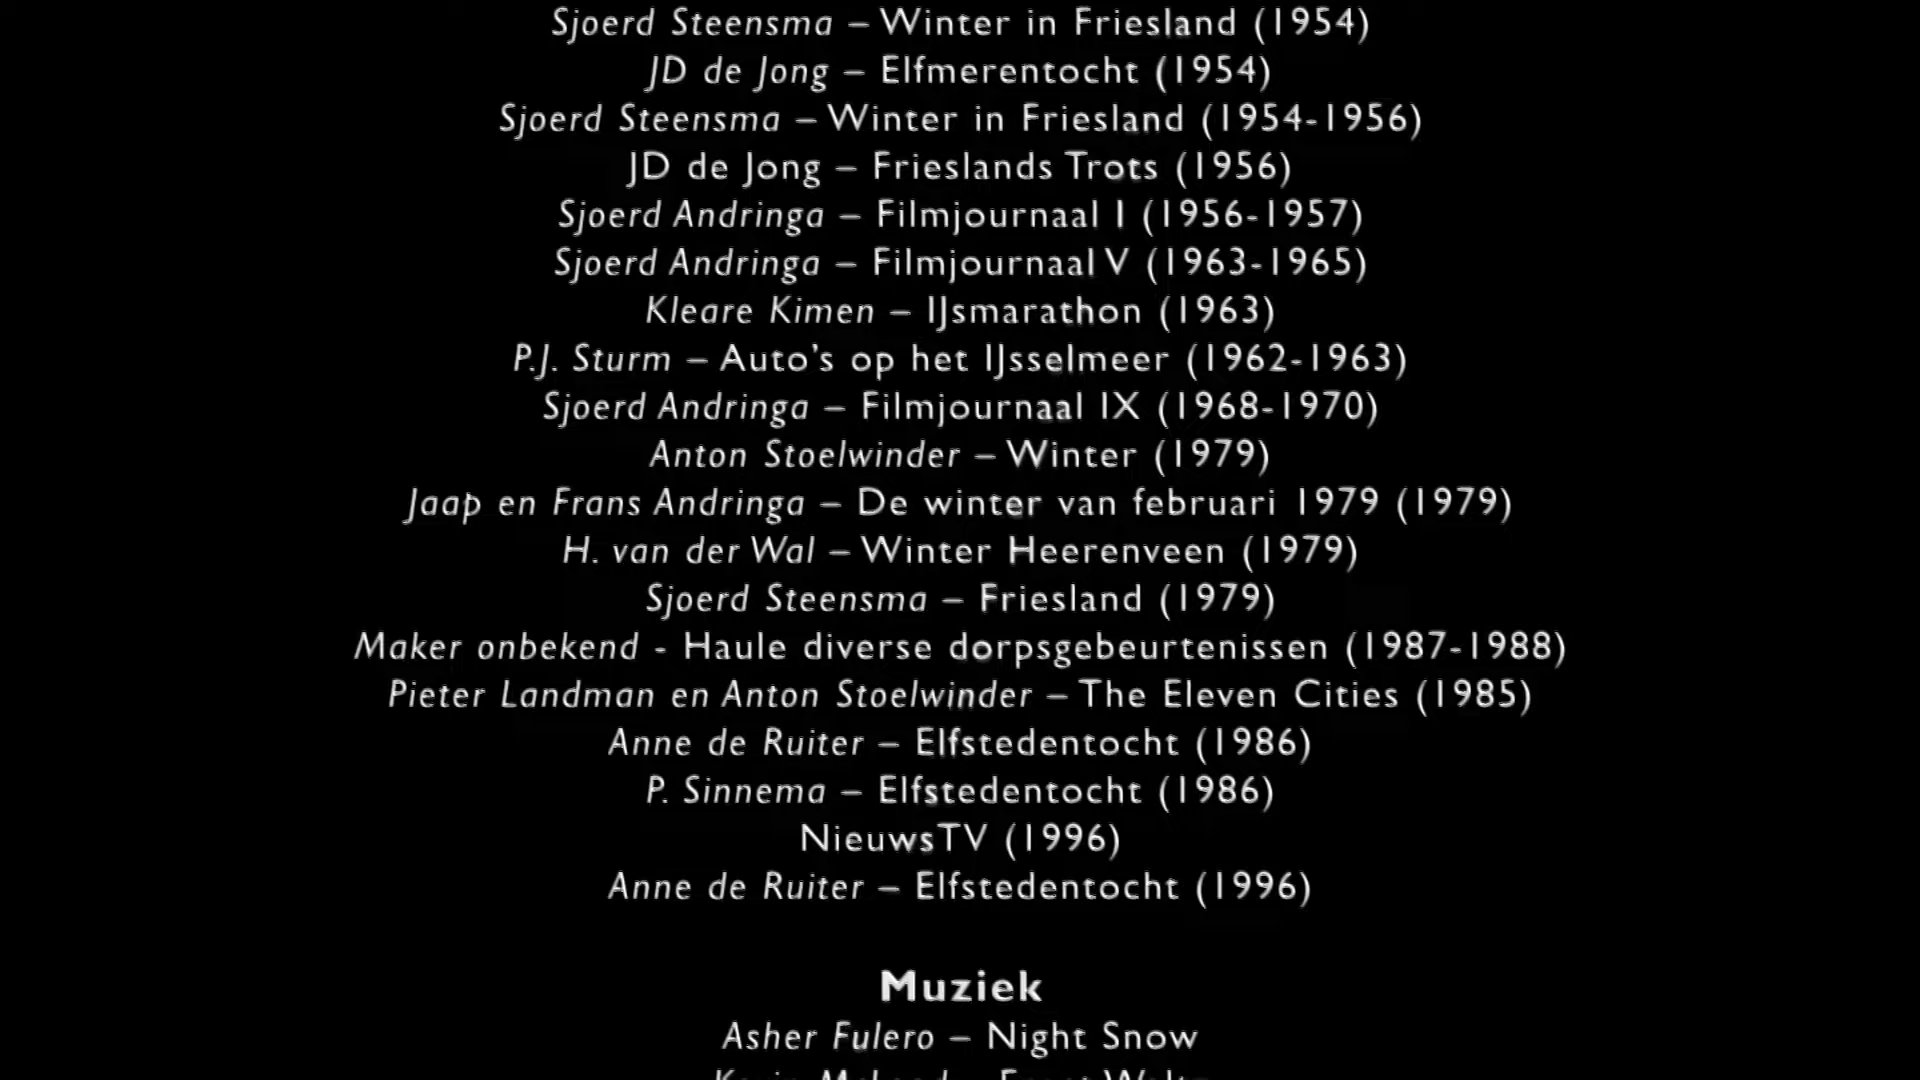 Sjoerd Steensma – Winter in Friesland (1954)
JD de Jong – Elfmerentocht (1954)
Sjoerd Steensma – Winter in Friesland (1954-1956)
JD de Jong – Frieslands Trots (1956)
Sjoerd Andringa – Filmjournaal I (1956-1957)
Sjoerd Andringa – Filmjournaal V (1963-1965)
Kleare Kimen – IJsmarathon (1963)
P.J. Sturm – Auto’s op het IJsselmeer (1962-1963)
Sjoerd Andringa – Filmjournaal IX (1968-1970)
Anton Stoelwinder – Winter (1979)
Jaap en Frans Andringa – De winter van februari 1979 (1979)
H. van der Wal – Winter Heerenveen (1979)
Sjoerd Steensma – Friesland (1979)
Maker onbekend - Haule diverse dorpsgebeurtenissen (1987-1988)
Pieter Landman en Anton Stoelwinder – The Eleven Cities (1985)
Anne de Ruiter – Elfstedentocht (1986)
P. Sinnema – Elfstedentocht (1986)
NieuwsTV (1996)
Anne de Ruiter – Elfstedentocht (1996)
Muziek
Asher Fulero – Night Snow